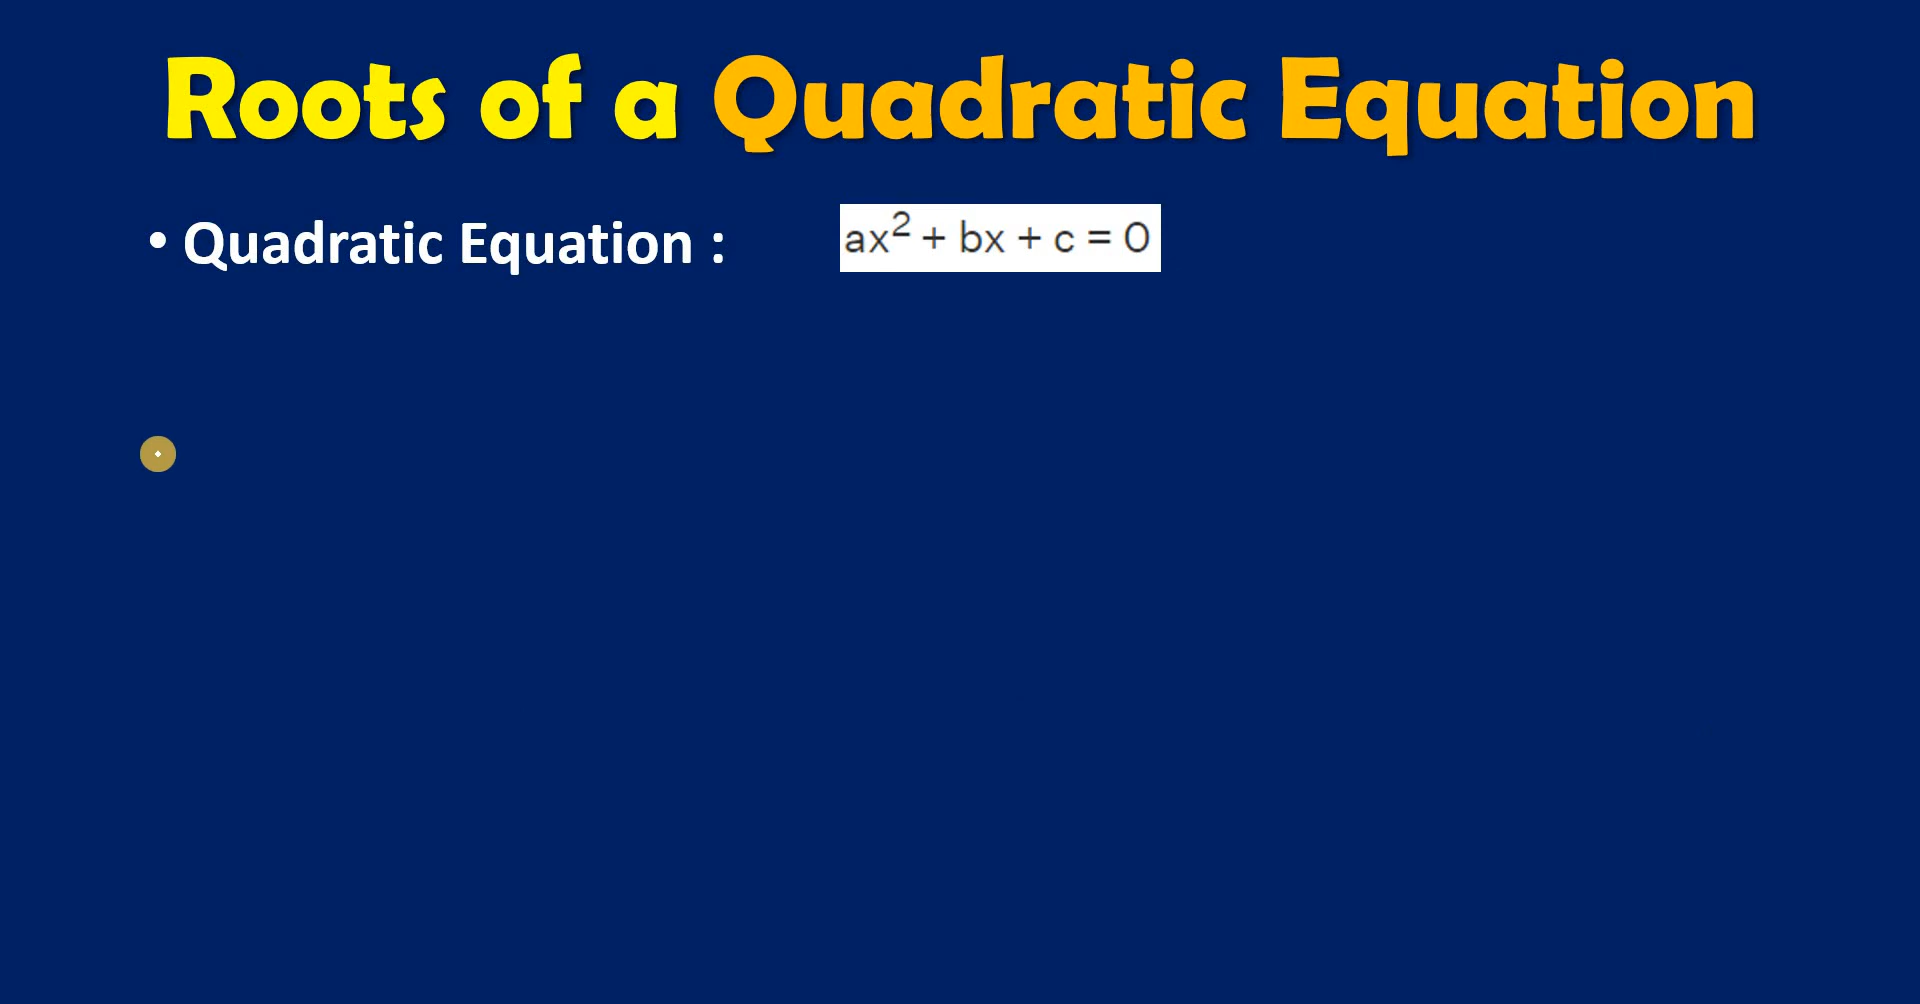 Roots of a Quadratic Equation
• Quadratic Equation : ax² + bx + c = 0